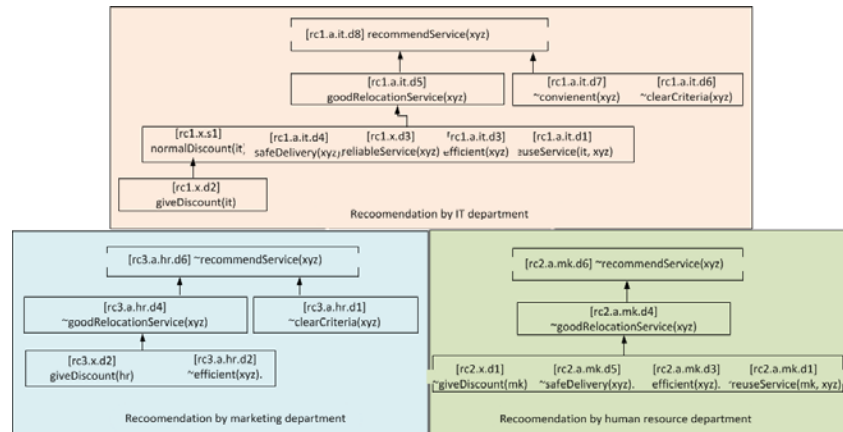 [rc1.a.it.d8] recommendService(xyz)
[rc1.a.it.d5]
goodRelocationService(xyz)
[rc1.a.it.d7]
~convienent(xyz)
[rc1.a.it.d6]
~clearCriteria(xyz)
[rc1.x.s1]
normalDiscount(it)
[rc1.a.it.d4]
safeDelivery(xyz)
[rc1.x.d3]
reliableService(xyz)
[rc1.a.it.d3]
efficient(xyz)
[rc1.a.it.d1]
euseService(it, xyz)
[rc1.x.d2]
giveDiscount(it)
Recoomendation by IT department
[rc3.a.hr.d6] ~recommendService(xyz)
[rc3.a.hr.d4]
~goodRelocationService(xyz)
[rc3.a.hr.d1]
~clearCriteria(xyz)
[rc3.x.d2]
giveDiscount(hr)
[rc3.a.hr.d2]
~efficient(xyz).
Recoomendation by marketing department
[rc2.a.mk.d6] ~recommendService(xyz)
[rc2.a.mk.d4]
~goodRelocationService(xyz)
[rc2.x.d1]
~giveDiscount(mk)
[rc2.a.mk.d5]
~safeDelivery(xyz).
[rc2.a.mk.d3]
efficient(xyz).
[rc2.a.mk.d1]
reuseService(mk, xyz)
Recoomendation by human resource department